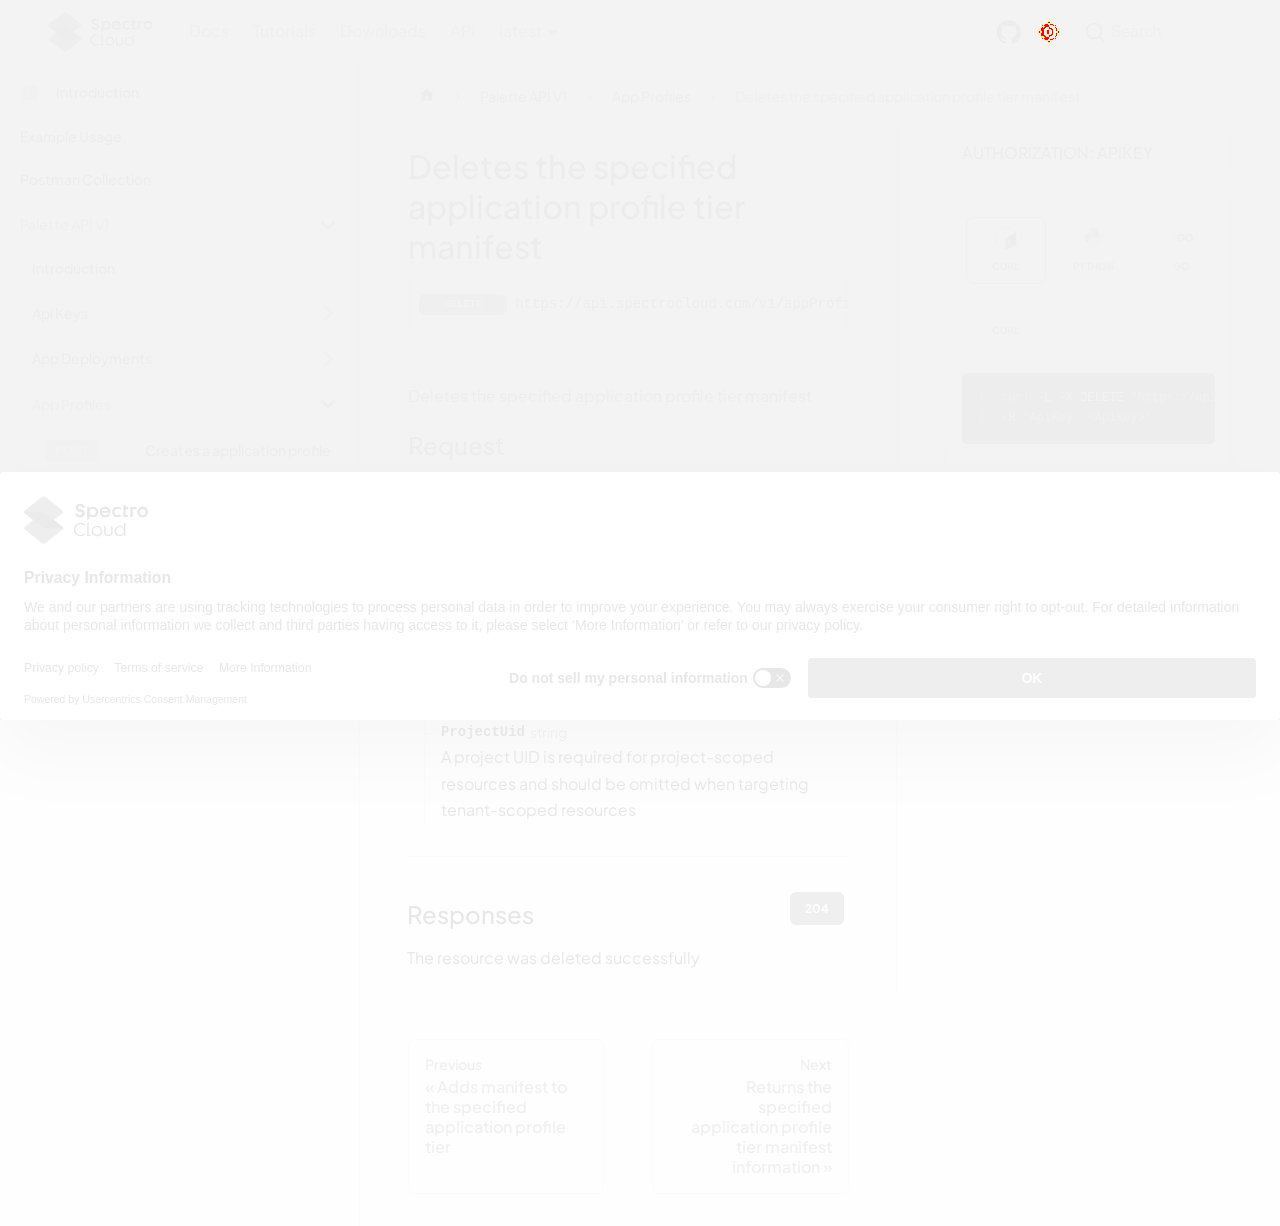 Spectro Cloud
Docs Tutorials Downloads API latest
Search
Introduction
Example Usage
Postman Collection
Palette API V1
Introduction
Api Keys
App Deployments
App Profiles
Creates a application profile
Palette API V1 App Profiles Deletes the specified application profile tier manifest
Deletes the specified
application profile tier
manifest
https://api.spectrocloud.com/v1/appProf
Deletes the specified application profile tier manifest
Request
AUTHORIZATION: APIKEY
CURL PYTHON GO
CURL
DELETE
Spectro
Cloud
Privacy Information
We and our partners are using tracking technologies to process personal data in order to improve your experience. You may always exercise your consumer right to opt-out. For detailed information
about personal information we collect and third parties having access to it, please select ‘More Information’ or refer to our privacy policy.
Privacy policy Terms of service More Information
Do not sell my personal information
OK
Powered by Usercentrics Consent Management
ProjectUid string
A project UID is required for project-scoped
resources and should be omitted when targeting
tenant-scoped resources
Responses
204
The resource was deleted successfully
Previous
« Adds manifest to
the specified
application profile
tier
Next
Returns the
specified
application profile
tier manifest
information »